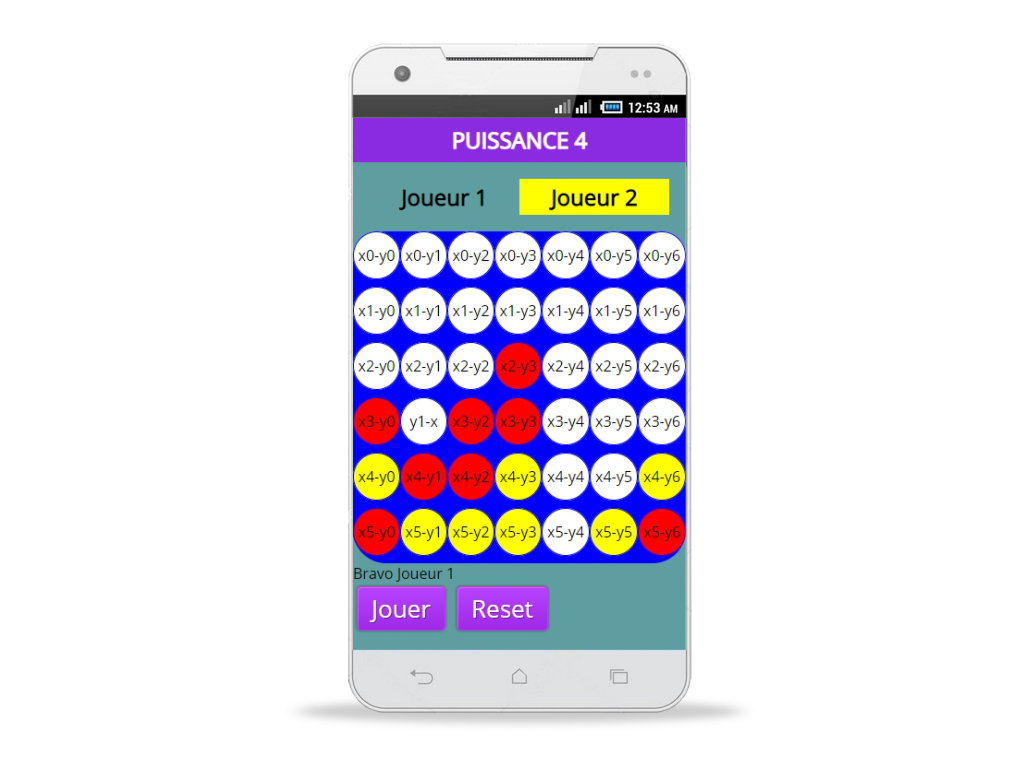 12:53 AM
PUISSANCE 4
Joueur 1 Joueur 2
x0-y0 x0-y1 x0-y2 x0-y3 x0-y4 x0-y5 x0-y6
x1-y0 x1-y1 x1-y2 x1-y3 x1-y4 x1-y5 x1-y6
x2-y0 x2-y1 x2-y2 x2-y3 x2-y4 x2-y5 x2-y6
x3-y0 y1-x x3-y2 x3-y3 x3-y4 x3-y5 x3-y6
x4-y0 x4-y1 x4-y2 x4-y3 x4-y4 x4-y5 x4-y6
x5-y0 x5-y1 x5-y2 x5-y3 x5-y4 x5-y5 x5-y6
Bravo Joueur 1
Jouer Reset